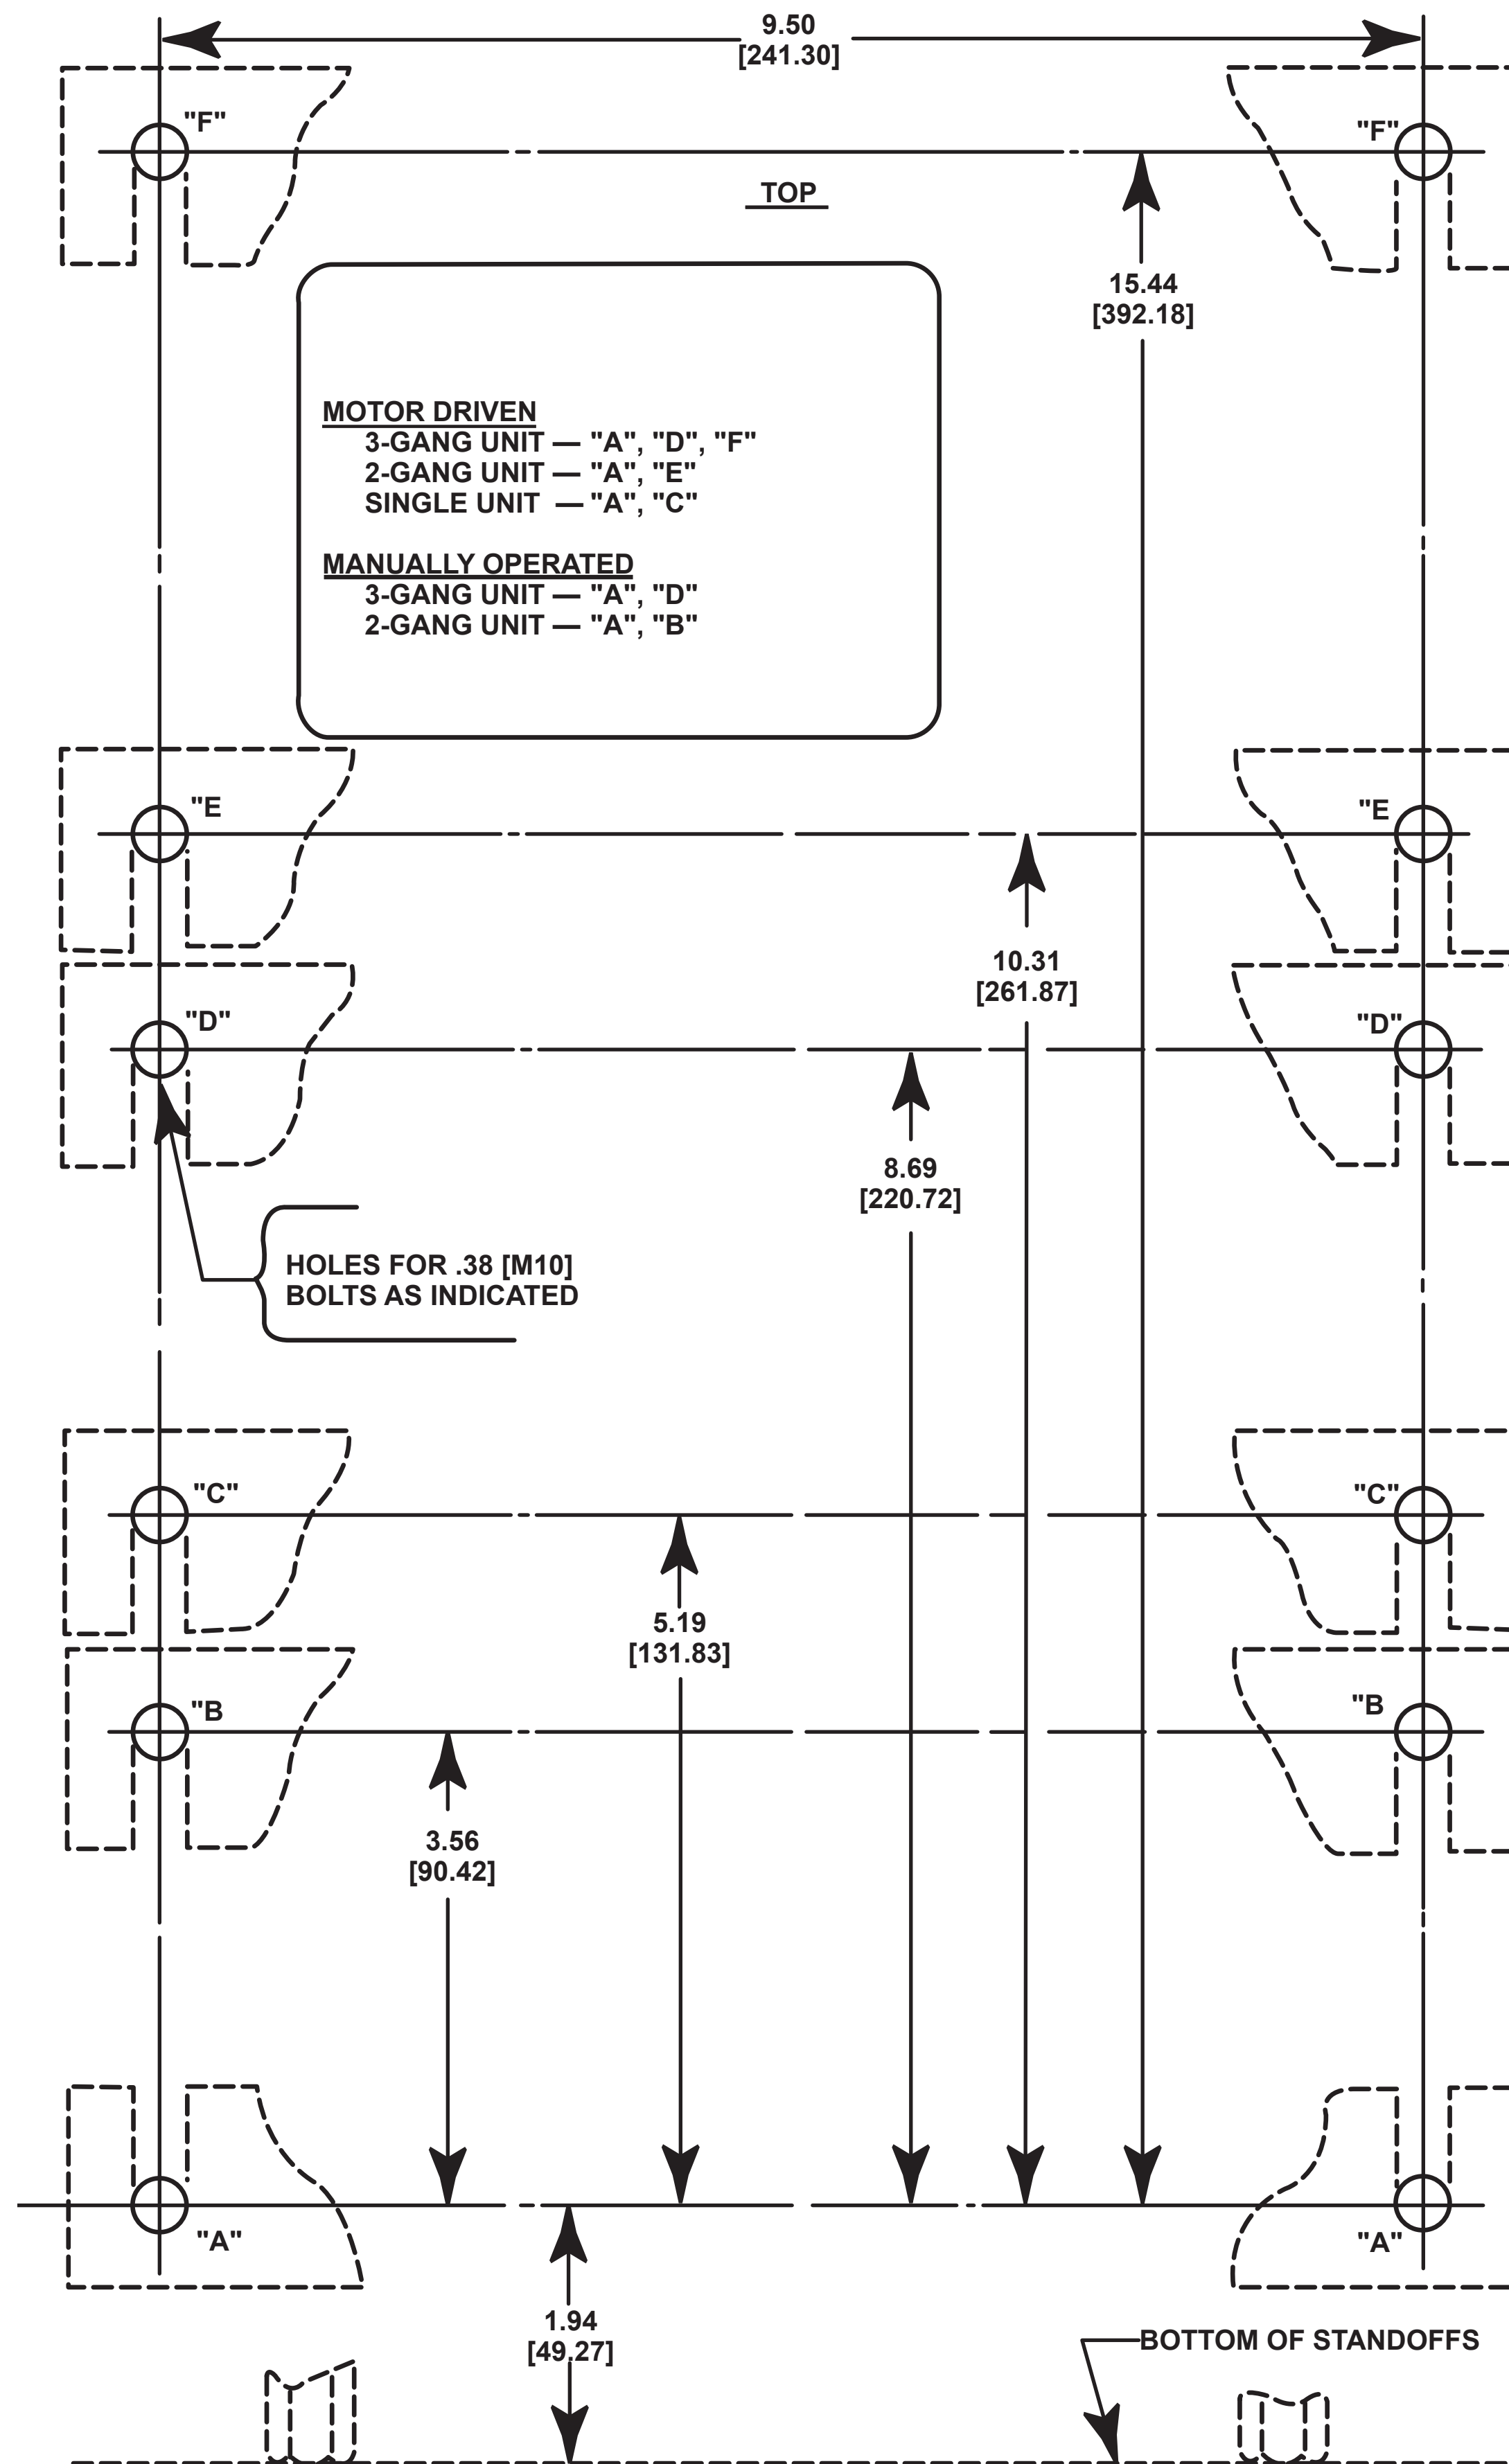 9.50
[241.30]
"F"
"F"
TOP
15.44
[392.18]
MOTOR DRIVEN
3-GANG UNIT — "A", "D", "F"
2-GANG UNIT — "A", "E"
SINGLE UNIT — "A", "C"
MANUALLY OPERATED
3-GANG UNIT — "A", "D"
2-GANG UNIT — "A", "B"
"E
"E
10.31
[261.87]
"D"
"D"
8.69
[220.72]
HOLES FOR .38 [M10]
BOLTS AS INDICATED
"C"
"C"
5.19
[131.83]
"B
"B
3.56
[90.42]
"A"
"A"
1.94
[49.27]
BOTTOM OF STANDOFFS